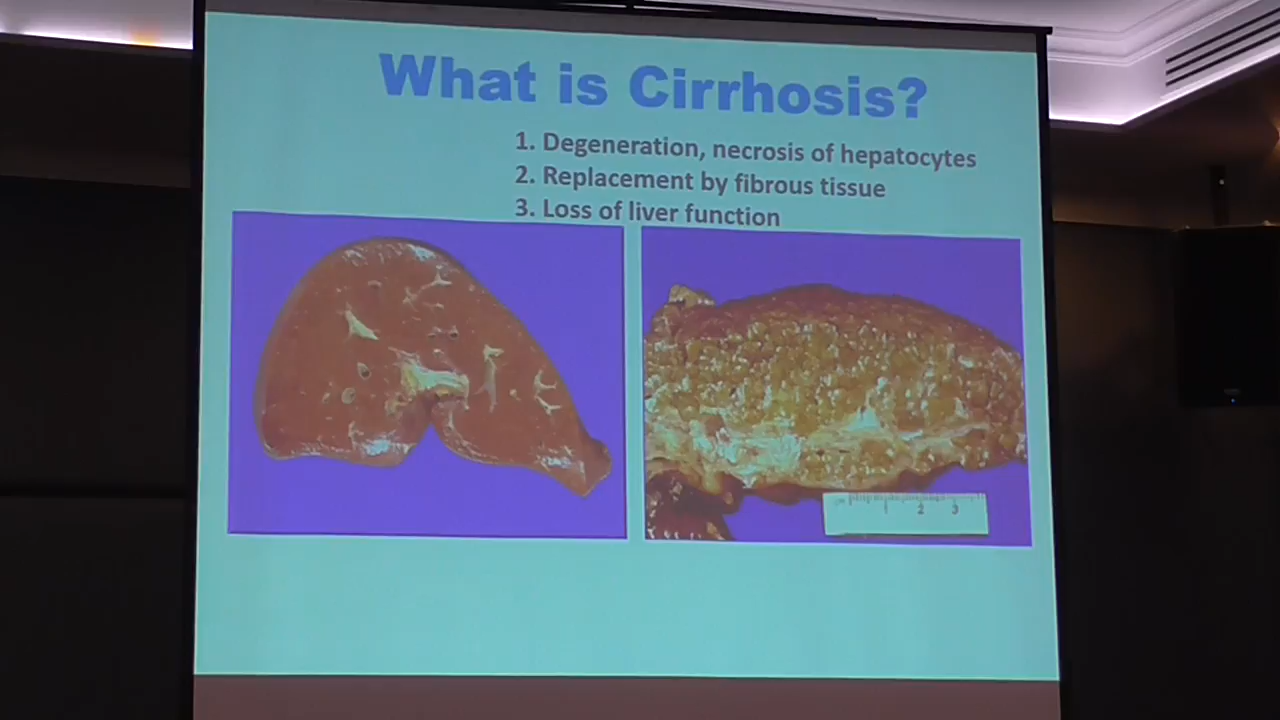 What is Cirrhosis?
1. Degeneration, necrosis of hepatocytes
2. Replacement by fibrous tissue
3. Loss of liver function
1 2 3